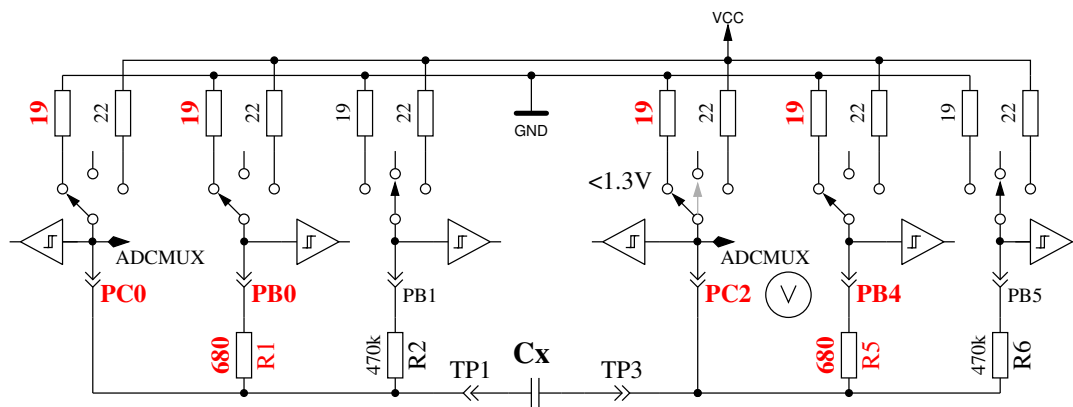 VCC
19
22
19
22
19
22
GND
19
22
19
22
19
22
<1.3V
ADCMUX
ADCMUX
PC0
PB0
PB1
PC2
V
PB4
PB5
680
R1
470k
R2
TP1
Cx
TP3
680
R5
470k
R6